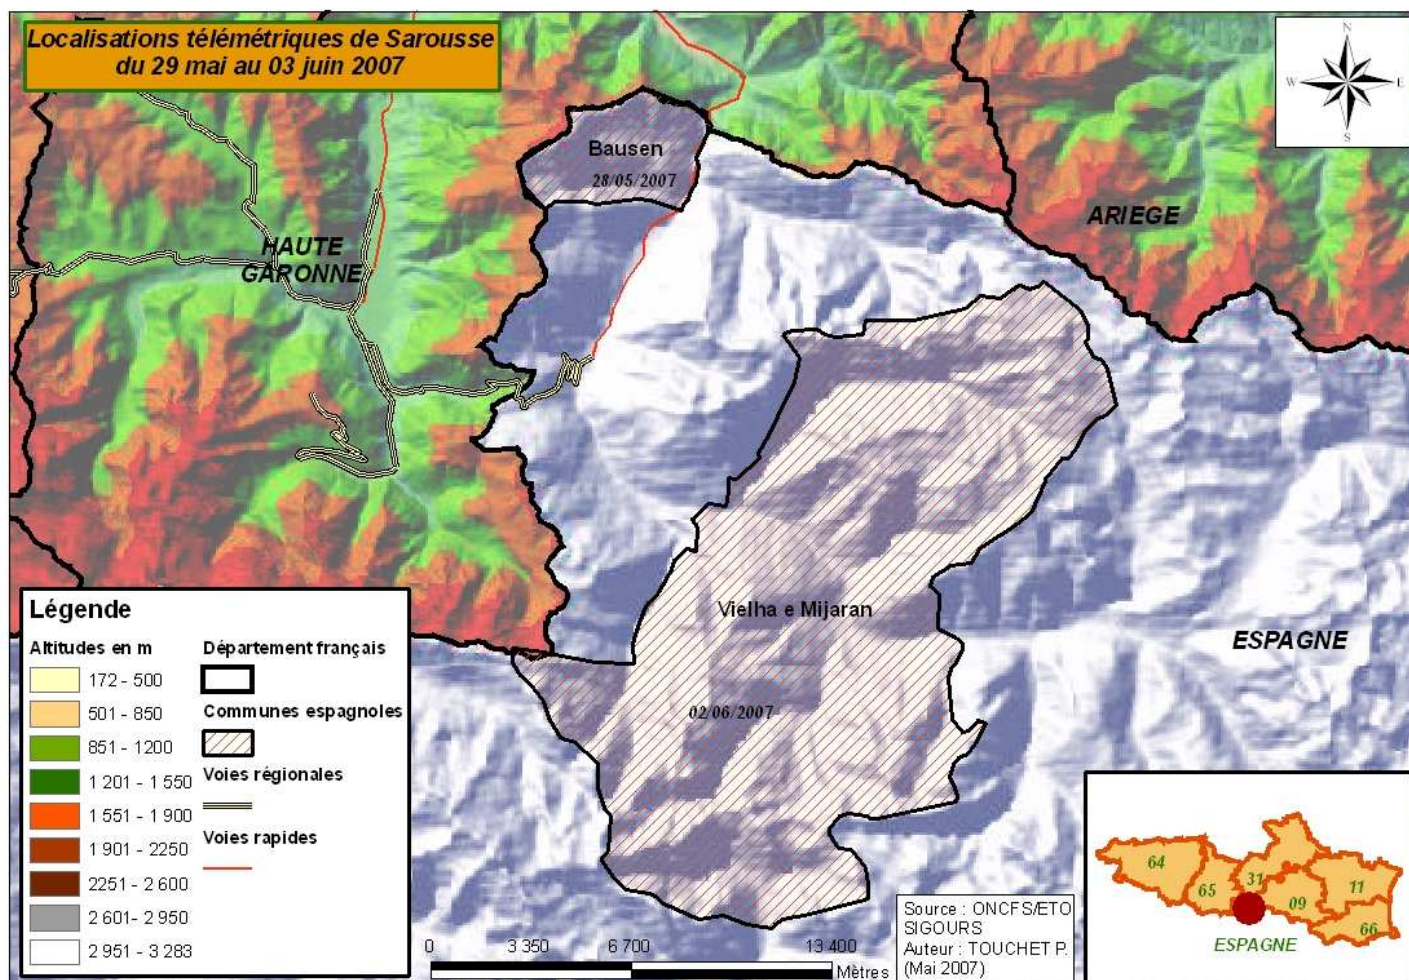 Localisations télémétriques de Sarousse
du 29 mai au 03 juin 2007
N
W
E
S
Bausen
28/05/2007
HAUTE
GARONNE
ARIEGE
Vielha e Mijaran
02/06/2007
ESPAGNE
Légende
Altitudes en m
172 - 500
501 - 850
851 - 1200
1 201 - 1 550
1 551 - 1 900
1 901 - 2250
2251 - 2 600
2 601- 2 950
2 951 - 3 283
Département français
Communes espagnoles
Voies régionales
Voies rapides
0 3 350 6 700 13 400
Mètres
Source : ONCFS/ETO
SIGOURS
Auteur : TOUCHET P.
(Mai 2007)
64
65
31
09
11
66
ESPAGNE